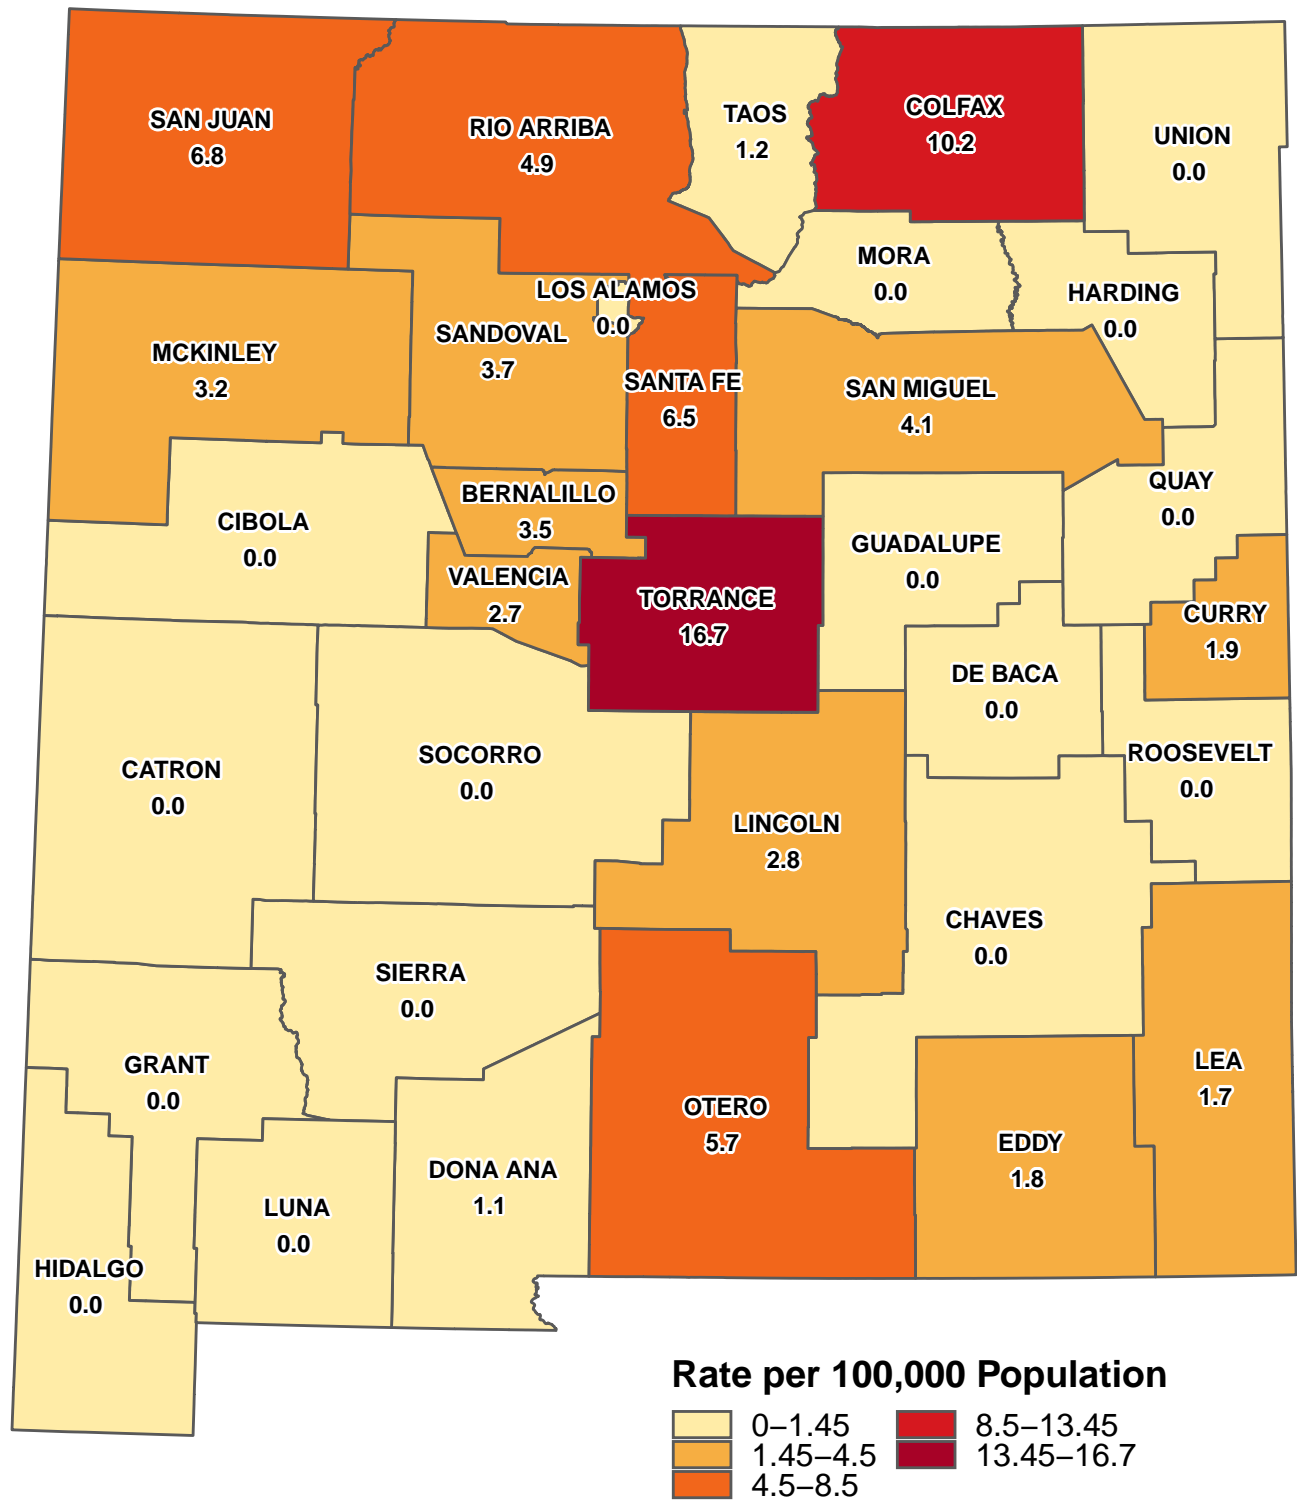 SAN JUAN
6.8
RIO ARRIBA
4.9
TAOS
1.2
COLFAX
10.2
UNION
0.0
MORA
0.0
HARDING
0.0
LOS ALAMOS
0.0
SANDOVAL
3.7
MCKINLEY
3.2
SANTA FE
6.5
SAN MIGUEL
4.1
QUAY
0.0
BERNALILLO
3.5
CIBOLA
0.0
GUADALUPE
0.0
VALENCIA
2.7
TORRANCE
16.7
CURRY
1.9
DE BACA
0.0
ROOSEVELT
0.0
CATRON
0.0
SOCORRO
0.0
LINCOLN
2.8
CHAVES
0.0
SIERRA
0.0
GRANT
0.0
LEA
1.7
OTERO
5.7
EDDY
1.8
DONA ANA
1.1
LUNA
0.0
HIDALGO
0.0
Rate per 100,000 Population
0–1.45
1.45–4.5
4.5–8.5
8.5–13.45
13.45–16.7